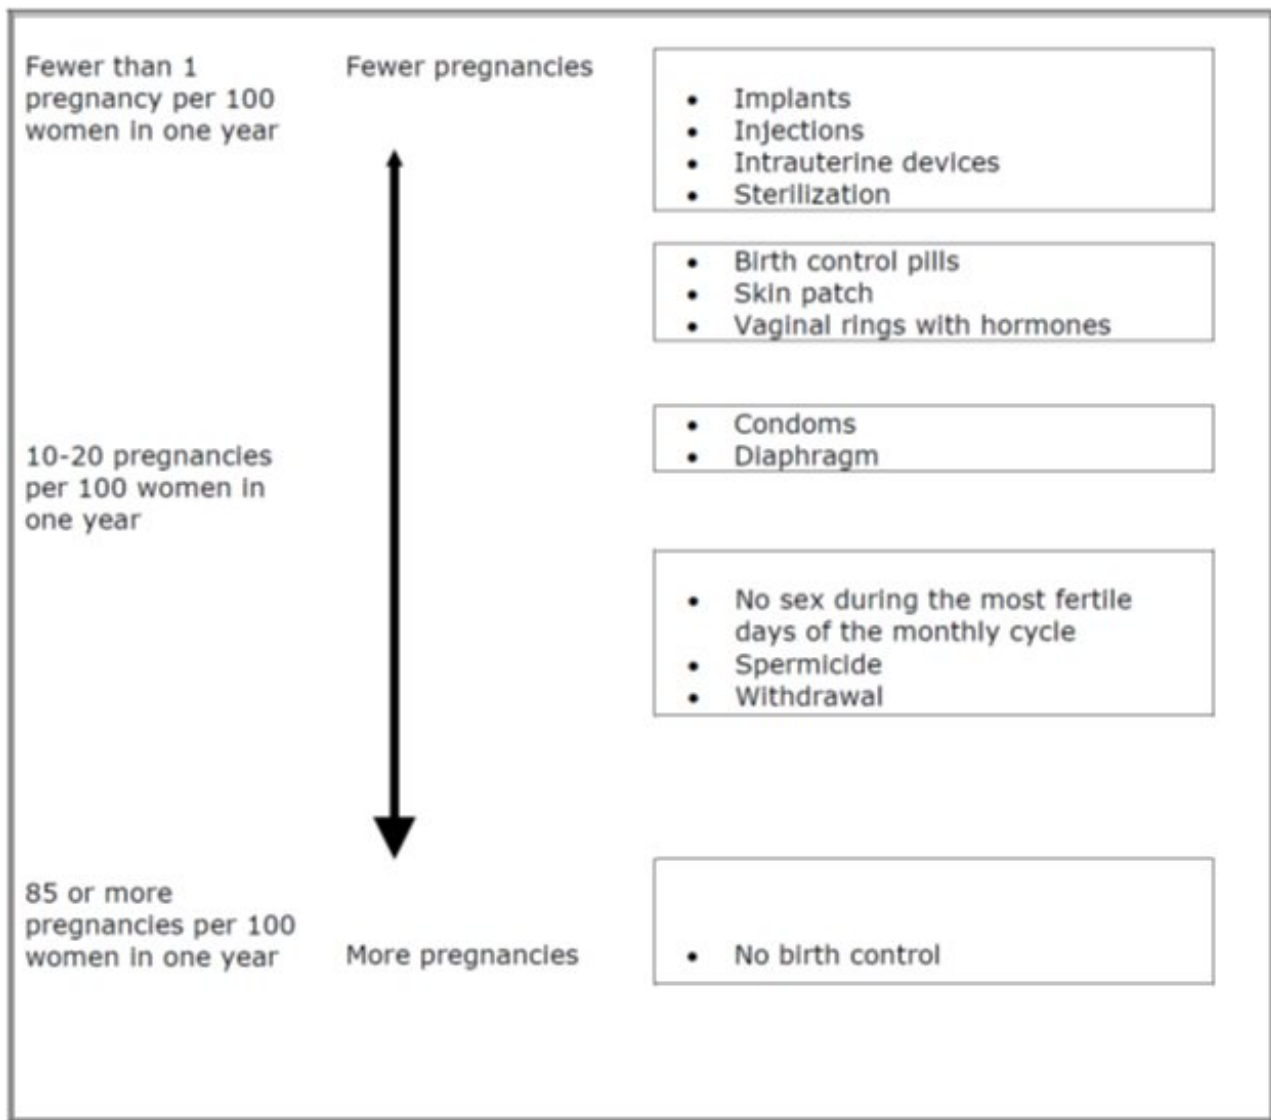 Fewer than 1
pregnancy per 100
women in one year
Fewer pregnancies
• Implants
• Injections
• Intrauterine devices
• Sterilization
• Birth control pills
• Skin patch
• Vaginal rings with hormones
10-20 pregnancies
per 100 women in
one year
• Condoms
• Diaphragm
• No sex during the most fertile
days of the monthly cycle
• Spermicide
• Withdrawal
85 or more
pregnancies per 100
women in one year
More pregnancies
• No birth control